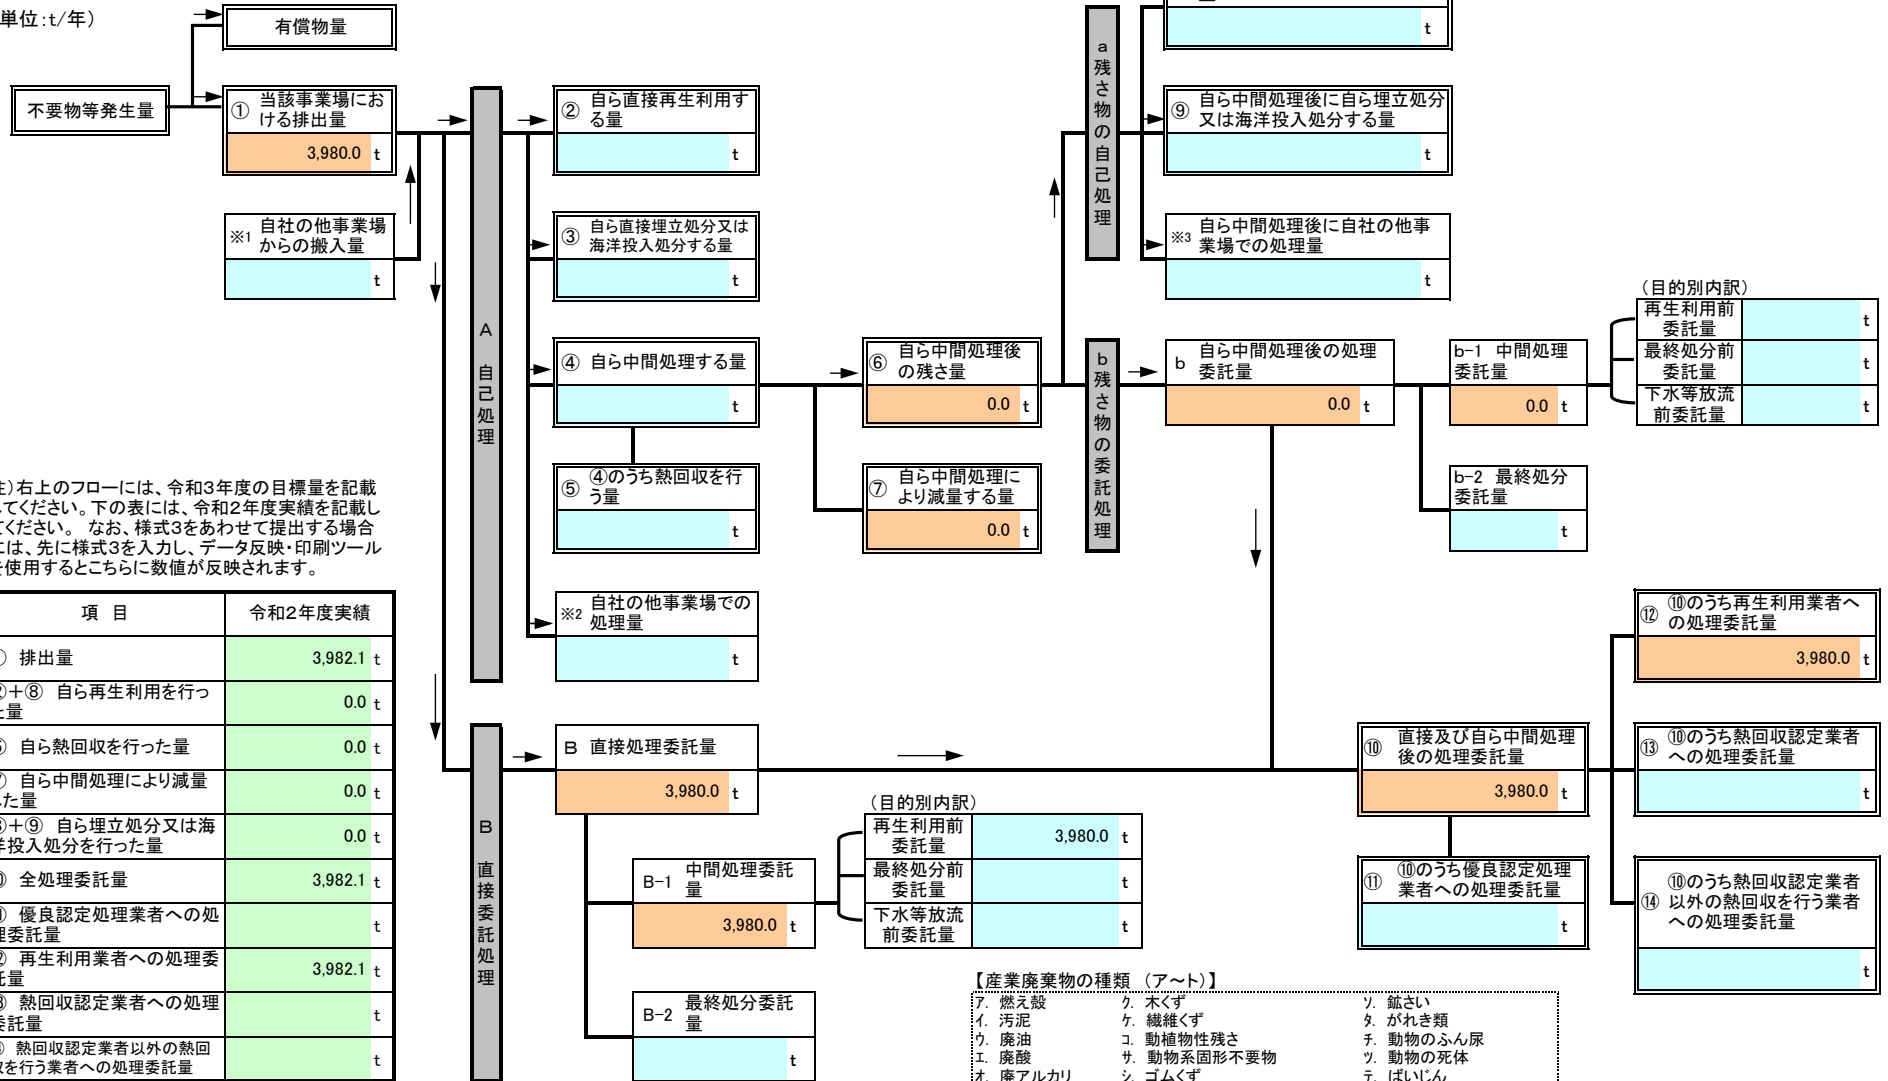 単位:t/年）
有償物量
t
不要物等発生量
① 当該事業場にお
ける排出量
3,980.0 t
※1 自社の他事業場
からの搬入量
t
A 自己処理
② 自ら直接再生利用す
る量
t
③ 自ら直接埋立処分又は
海洋投入処分する量
t
④ 自ら中間処理する量
t
⑤ ④のうち熱回収を行
う量
t
※2 自社の他事業場での
処理量
t
⑥ 自ら中間処理後
の残さ量
0.0 t
⑦ 自ら中間処理に
より減量する量
0.0 t
a 残さ物の自己処理
⑨ 自ら中間処理後に自ら埋立処分
又は海洋投入処分する量
t
※3 自ら中間処理後に自社の他事
業場での処理量
t
b 残さ物の委託処理
b 自ら中間処理後の処理
委託量
0.0 t
b-1 中間処理
委託量
0.0 t
b-2 最終処分
委託量
t
（目的別内訳）
再生利用前
委託量 t
最終処分前
委託量 t
下水等放流
前委託量 t
)右上のフローには、令和3年度の目標量を記載
てください。下の表には、令和2年度実績を記載し
ください。 なお、様式3をあわせて提出する場合
は、先に様式3を入力し、データ反映・印刷ツール
使用するとこちらに数値が反映されます。
項 目 令和2年度実績
排出量 3,982.1 t
+⑧ 自ら再生利用を行っ
量 0.0 t
自ら熱回収を行った量 0.0 t
自ら中間処理により減量
た量 0.0 t
+⑨ 自ら埋立処分又は海
投入処分を行った量 0.0 t
全処理委託量 3,982.1 t
優良認定処理業者への処
委託量 t
再生利用業者への処理委
量 3,982.1 t
熱回収認定業者への処理
託量 t
熱回収認定業者以外の熱回
を行う業者への処理委託量 t
B 直接委託処理
B 直接処理委託量
3,980.0 t
B-1 中間処理委託
量
3,980.0 t
B-2 最終処分委託
量
t
（目的別内訳）
再生利用前
委託量 3,980.0 t
最終処分前
委託量 t
下水等放流
前委託量 t
⑩ 直接及び自ら中間処理
後の処理委託量
3,980.0 t
⑪ ⑩のうち優良認定処理
業者への処理委託量
t
⑫ ⑩のうち再生利用業者へ
の処理委託量
3,980.0 t
⑬ ⑩のうち熱回収認定業者
への処理委託量
t
⑭ ⑩のうち熱回収認定業者
以外の熱回収を行う業者
への処理委託量
t
【産業廃棄物の種類 （ア～ト）】
ア. 燃え殻 ク. 木くず ソ. 鉱さい
イ. 汚泥 ケ. 繊維くず タ. がれき類
ウ. 廃油 コ. 動植物性残さ チ. 動物のふん尿
エ. 廃酸 サ. 動物系固形不要物 ツ. 動物の死体
オ. 廃アルカリ シ. ゴムくず テ. ばいじん